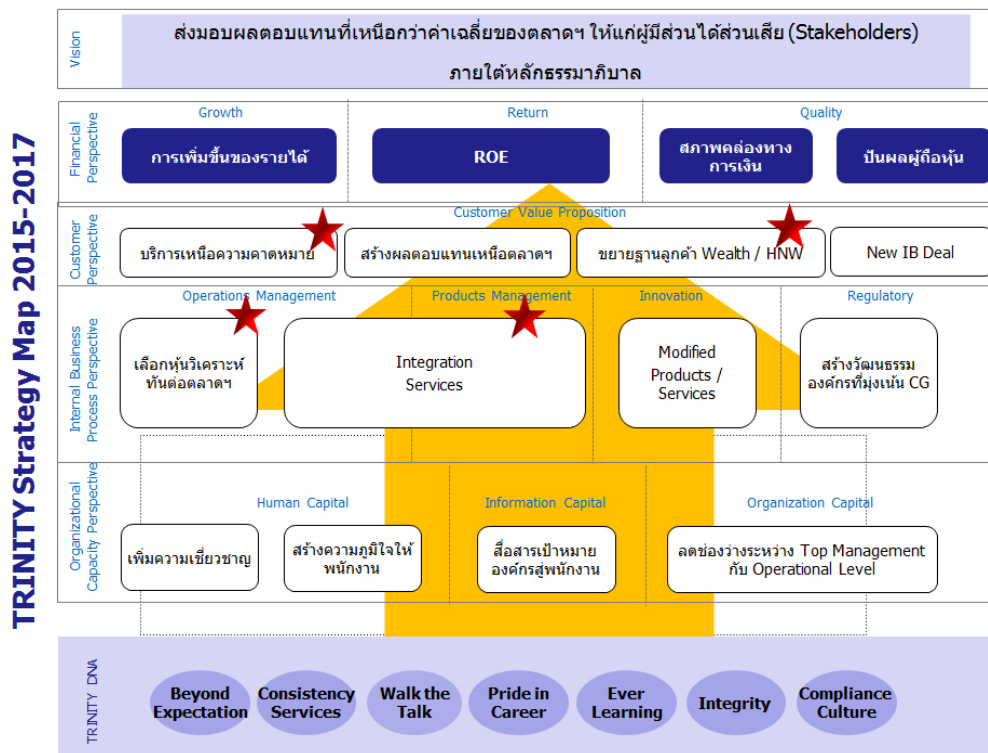 TRINITY Strategy Map 2015-2017
Vision
ส่งมอบผลตอบแทนที่เหนือกว่าค่าเฉลี่ยของตลาดฯ ให้แก่ผู้มีส่วนได้ส่วนเสีย (Stakeholders)
ภายใต้หลักธรรมาภิบาล
Financial
Perspective
Growth
Return
Quality
การเพิ่มขึ้นของรายได้
ROE
สภาพคล่องทาง
การเงิน
ปันผลผู้ถือหุ้น
Customer
Perspective
Customer Value Proposition
บริการเหนือความคาดหมาย
สร้างผลตอบแทนเหนือตลาดฯ
ขยายฐานลูกค้า Wealth / HNW
New IB Deal
Internal Business
Process Perspective
Operations Management
Products Management
Innovation
Regulatory
เลือกหุ้นวิเคราะห์
ทันต่อตลาดฯ
Integration
Services
Modified
Products /
Services
สร้างวัฒนธรรม
องค์กรที่มุ่งเน้น CG
Organizational
Capacity Perspective
Human Capital
Information Capital
Organization Capital
เพิ่มความเชี่ยวชาญ
สร้างความภูมิใจให้
พนักงาน
สื่อสารเป้าหมาย
องค์กรสู่พนักงาน
ลดช่องว่างระหว่าง Top Management
กับ Operational Level
TRINITY DNA
Beyond
Expectation
Consistency
Services
Walk the
Talk
Pride in
Career
Ever
Learning
Integrity
Compliance
Culture